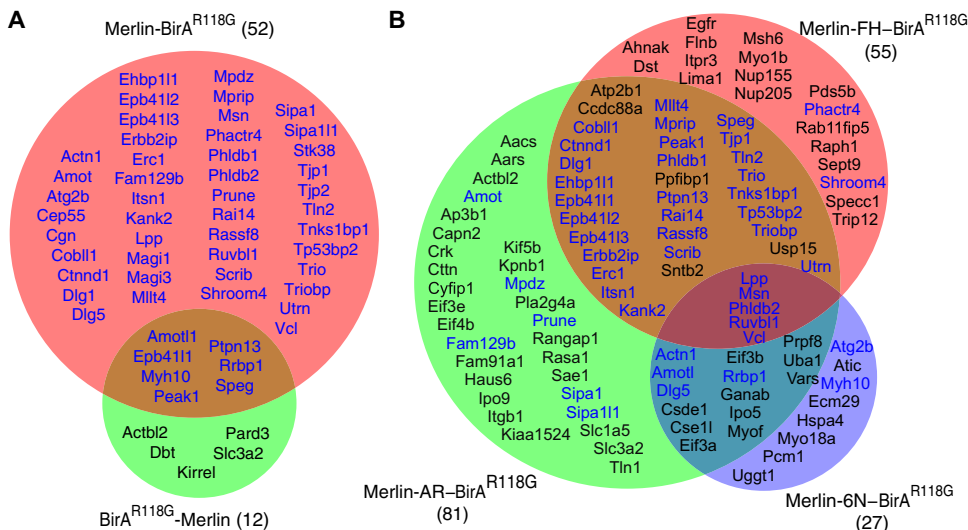 A
Merlin-BirA^R118G
(52)
Actn1
Amot
Atg2b
Cep55
Cgn
Cobll1
Ctnnd1
Dlg1
Dlg5
Ehbp1l1
Epb41l2
Epb41l3
Erbb2ip
Erc1
Fam129b
Itsn1
Kank2
Lpp
Magi1
Magi3
Mllt4
Mpdz
Mprip
Msn
Phactr4
Phldb1
Phldb2
Prune
Rai14
Rassf8
Ruvbl1
Scrib
Shroom4
Sipa1
Sipa1l1
Stk38
Tjp1
Tjp2
Tln2
Tnks1bp1
Tp53bp2
Trio
Triobp
Utrn
Vcl
Amotl1
Epb41l1
Myh10
Peak1
Ptpn13
Rrbp1
Speg
Actbl2
Dbt
Kirrel
Pard3
Slc3a2
BirA^R118G-Merlin (12)
B
Merlin-FH–BirA^R118G
(55)
Ahnak
Dst
Egfr
Flnb
Itpr3
Lima1
Msh6
Myo1b
Nup155
Nup205
Pds5b
Phactr4
Rab11fip5
Raph1
Sept9
Shroom4
Specc1
Trip12
Atp2b1
Ccdc88a
Cobll1
Ctnnd1
Dlg1
Ehbp1l1
Epb41l1
Epb41l2
Epb41l3
Erbb2ip
Erc1
Itsn1
Kank2
Mllt4
Mprip
Peak1
Phldb1
Ppfibp1
Ptpn13
Rai14
Rassf8
Scrib
Sntb2
Speg
Tjp1
Tln2
Trio
Tnks1bp1
Tp53bp2
Triobp
Usp15
Utrn
Aacs
Aars
Actbl2
Amot
Ap3b1
Capn2
Crk
Cttn
Cyfip1
Eif3e
Eif4b
Fam129b
Fam91a1
Haus6
Ipo9
Itgb1
Kiaa1524
Kif5b
Kpnb1
Mpdz
Pla2g4a
Prune
Rangap1
Rasa1
Sae1
Sipa1
Sipa1l1
Slc1a5
Slc3a2
Tln1
Lpp
Msn
Phldb2
Ruvbl1
Vcl
Actn1
Amotl
Dlg5
Csde1
Cse1l
Eif3a
Eif3b
Rrbp1
Ganab
Ipo5
Myof
Prpf8
Uba1
Vars
Atg2b
Atic
Myh10
Ecm29
Hspa4
Myo18a
Pcm1
Uggt1
Merlin-AR–BirA^R118G
(81)
Merlin-6N–BirA^R118G
(27)